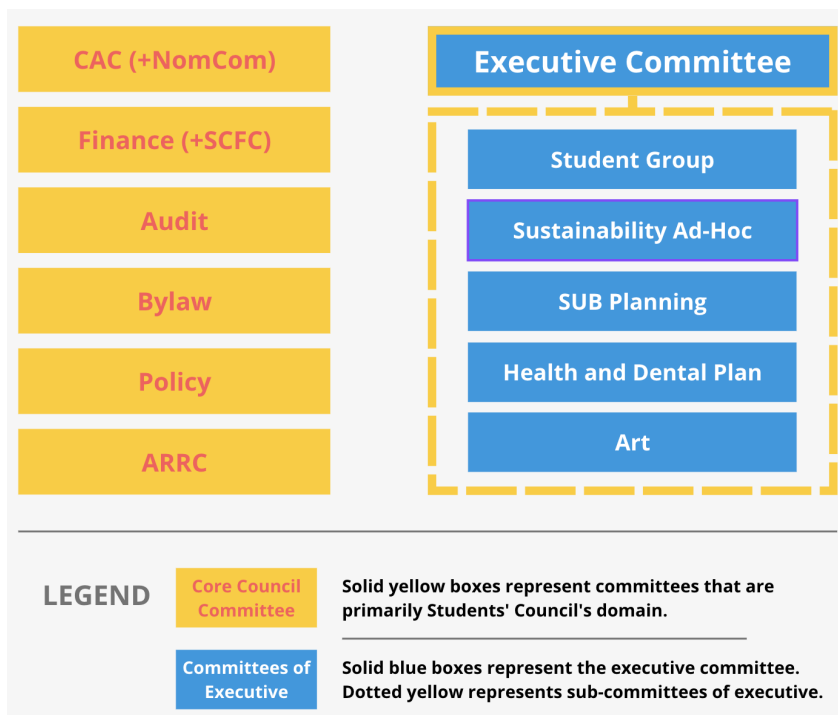 CAC (+NomCom)
Finance (+SCFC)
Audit
Bylaw
Policy
ARRC
Executive Committee
Student Group
Sustainability Ad-Hoc
SUB Planning
Health and Dental Plan
Art
LEGEND
Core Council
Committee
Solid yellow boxes represent committees that are
primarily Students' Council's domain.
Committees of
Executive
Solid blue boxes represent the executive committee.
Dotted yellow represents sub-committees of executive.